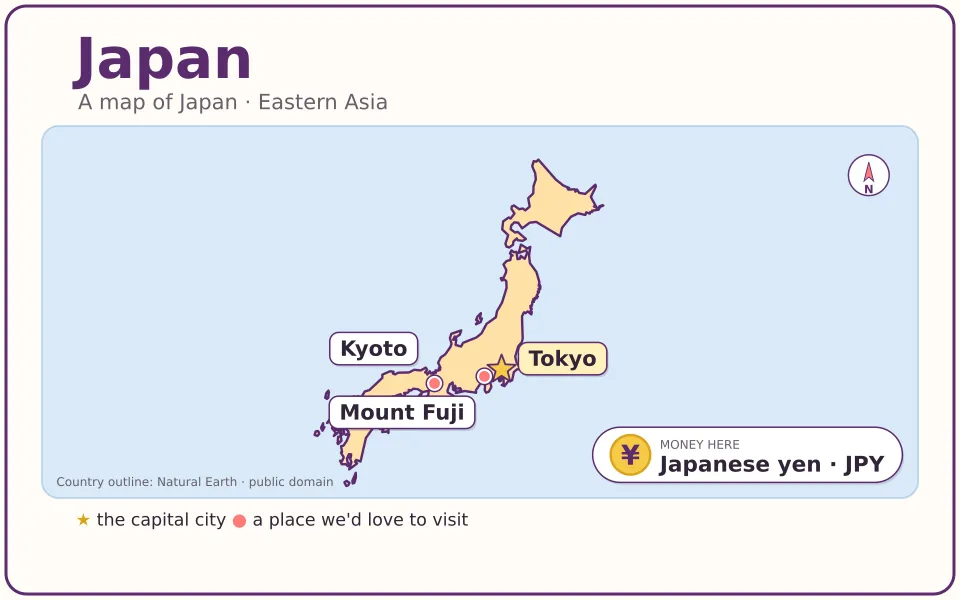 Japan
A map of Japan · Eastern Asia
N
Kyoto
Tokyo
Mount Fuji
¥
MONEY HERE
Japanese yen · JPY
Country outline: Natural Earth · public domain
★ the capital city ● a place we'd love to visit